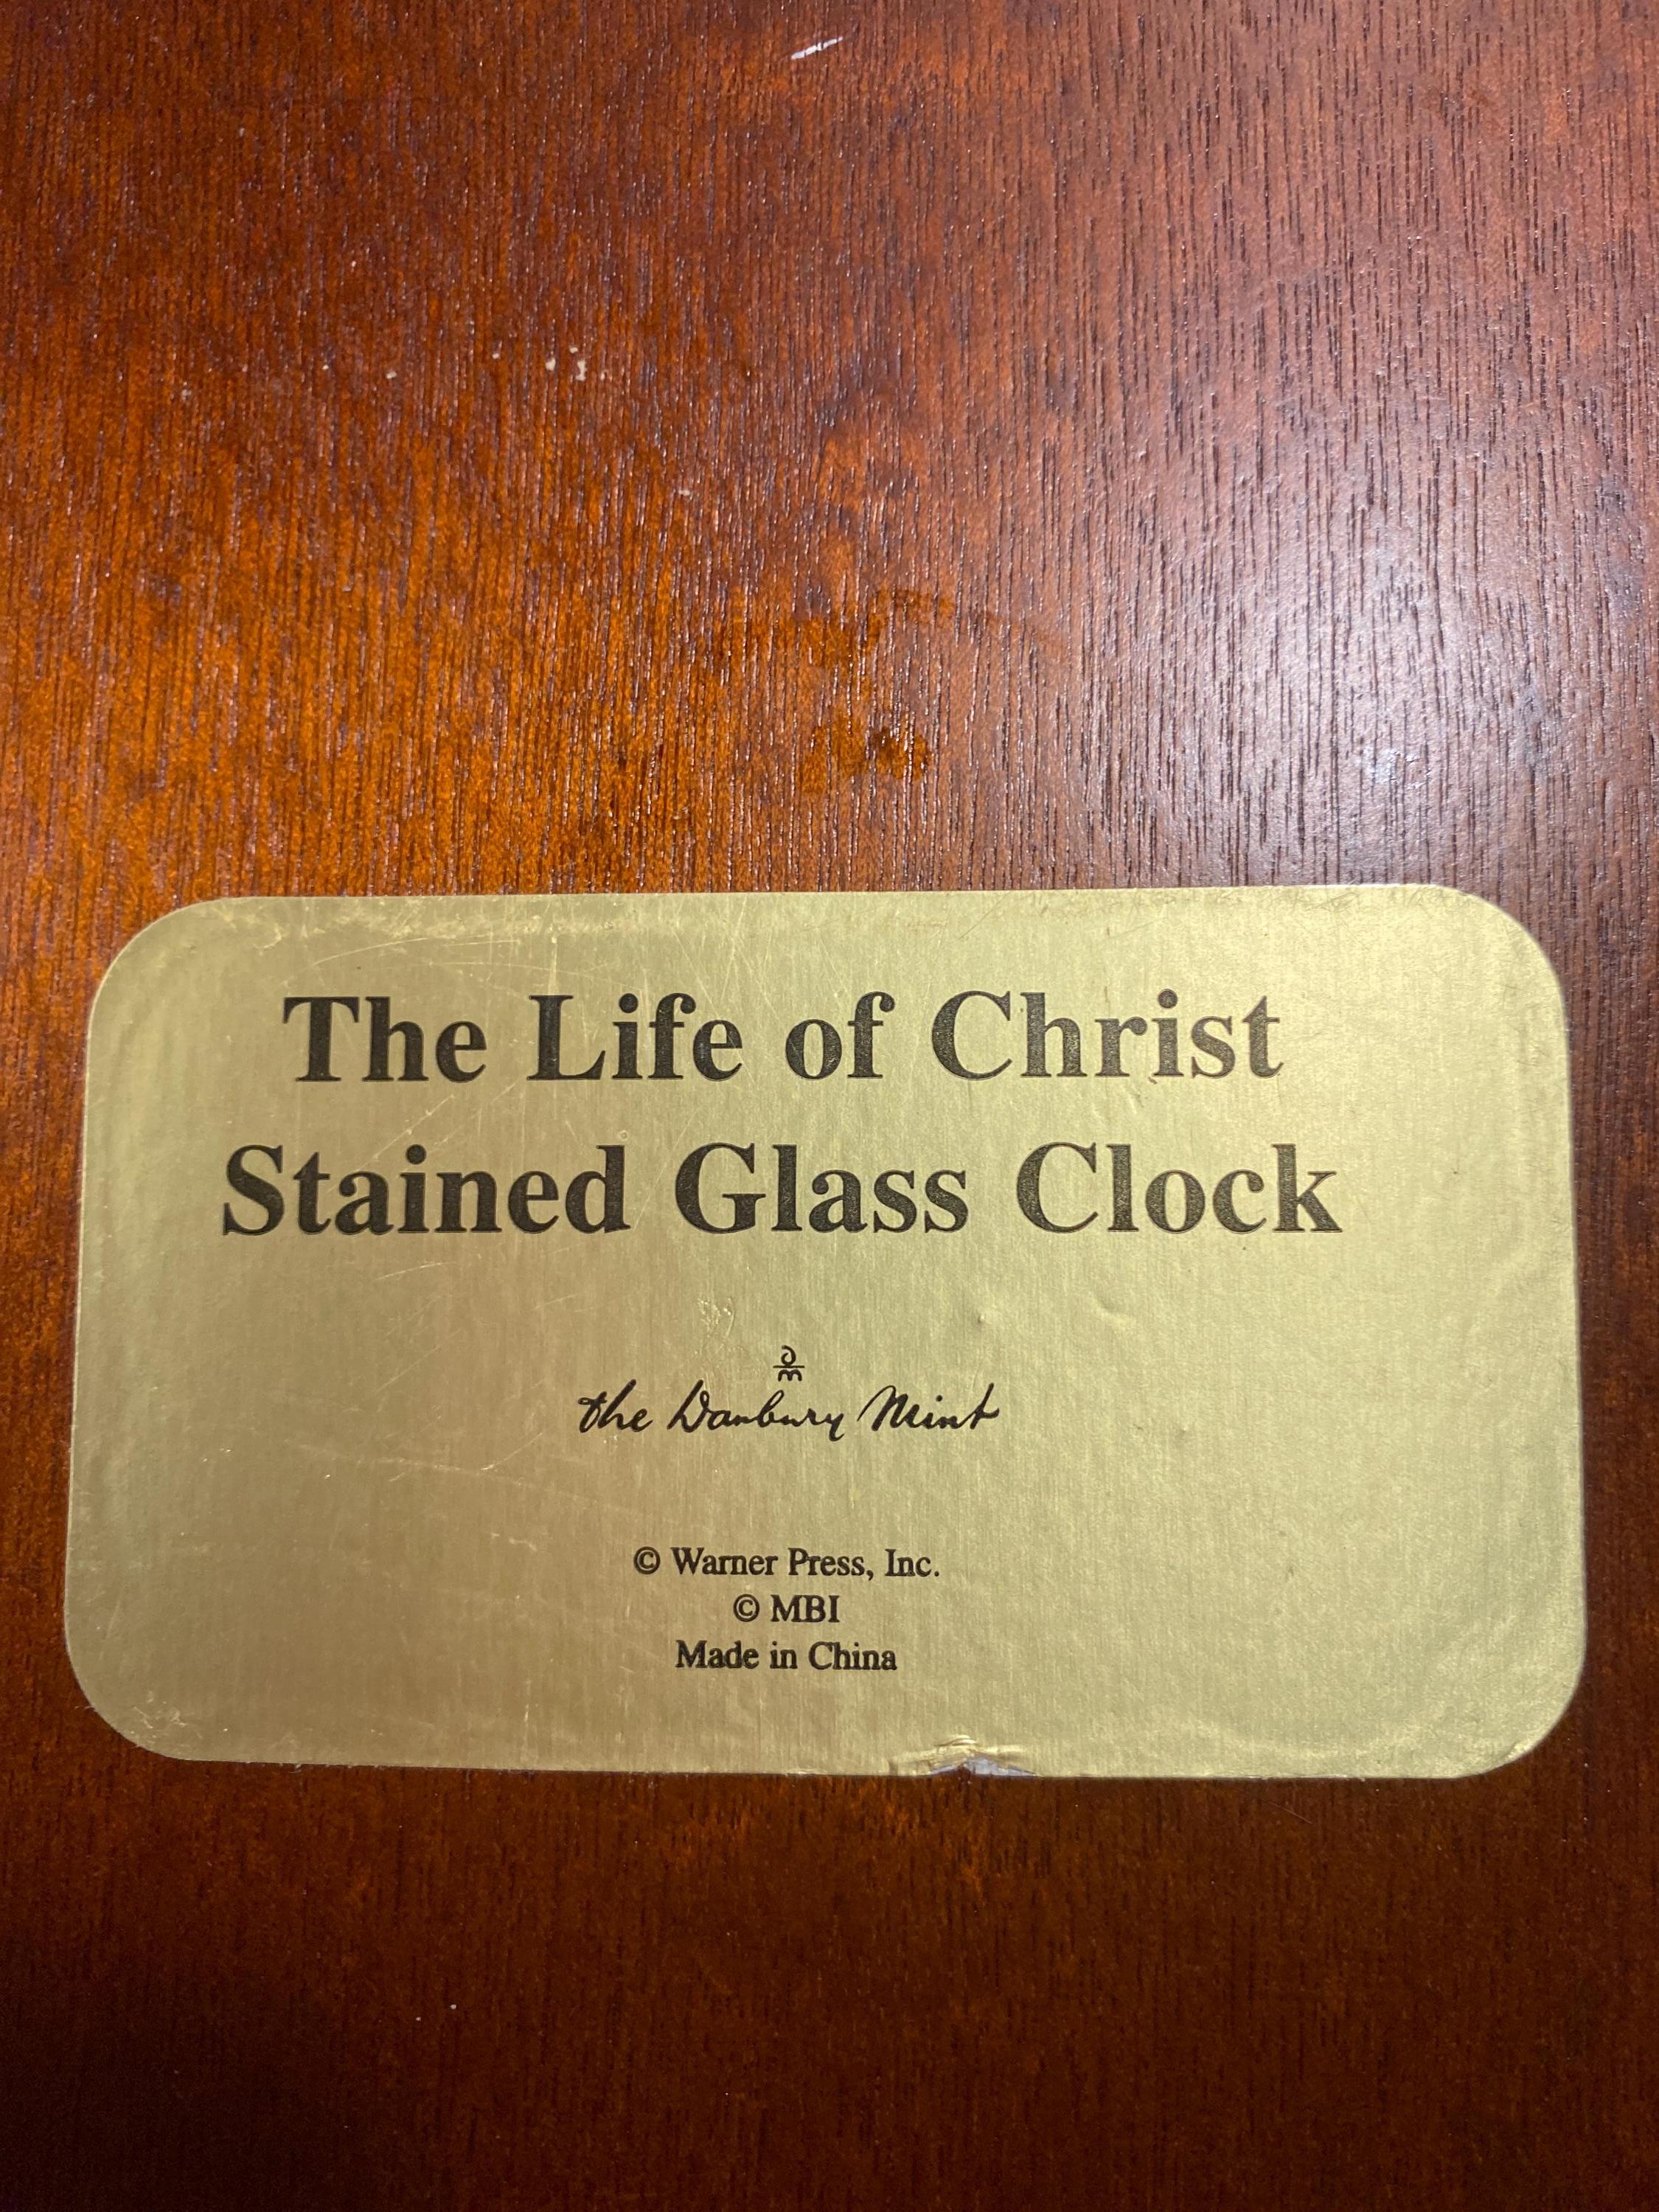 The Life of Christ
Stained Glass Clock
the Danbury Mint
© Warner Press, Inc.
© MBI
Made in China